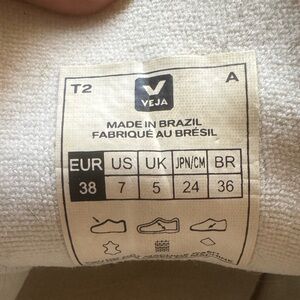 T2 A
VEJA
MADE IN BRAZIL
FABRIQUÉ AU BRÉSIL
EUR US UK JPN/CM BR
38 7 5 24 36